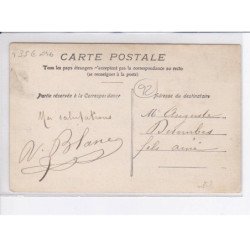 CARTE POSTALE
Tous les pays étrangers n'acceptent pas la correspondance au recto
(se renseigner à la poste)
Partie réservée à la Correspondance
Adresse du destinataire
92
Mes salutations
V. Blanc
M. Auguste
fils aîné